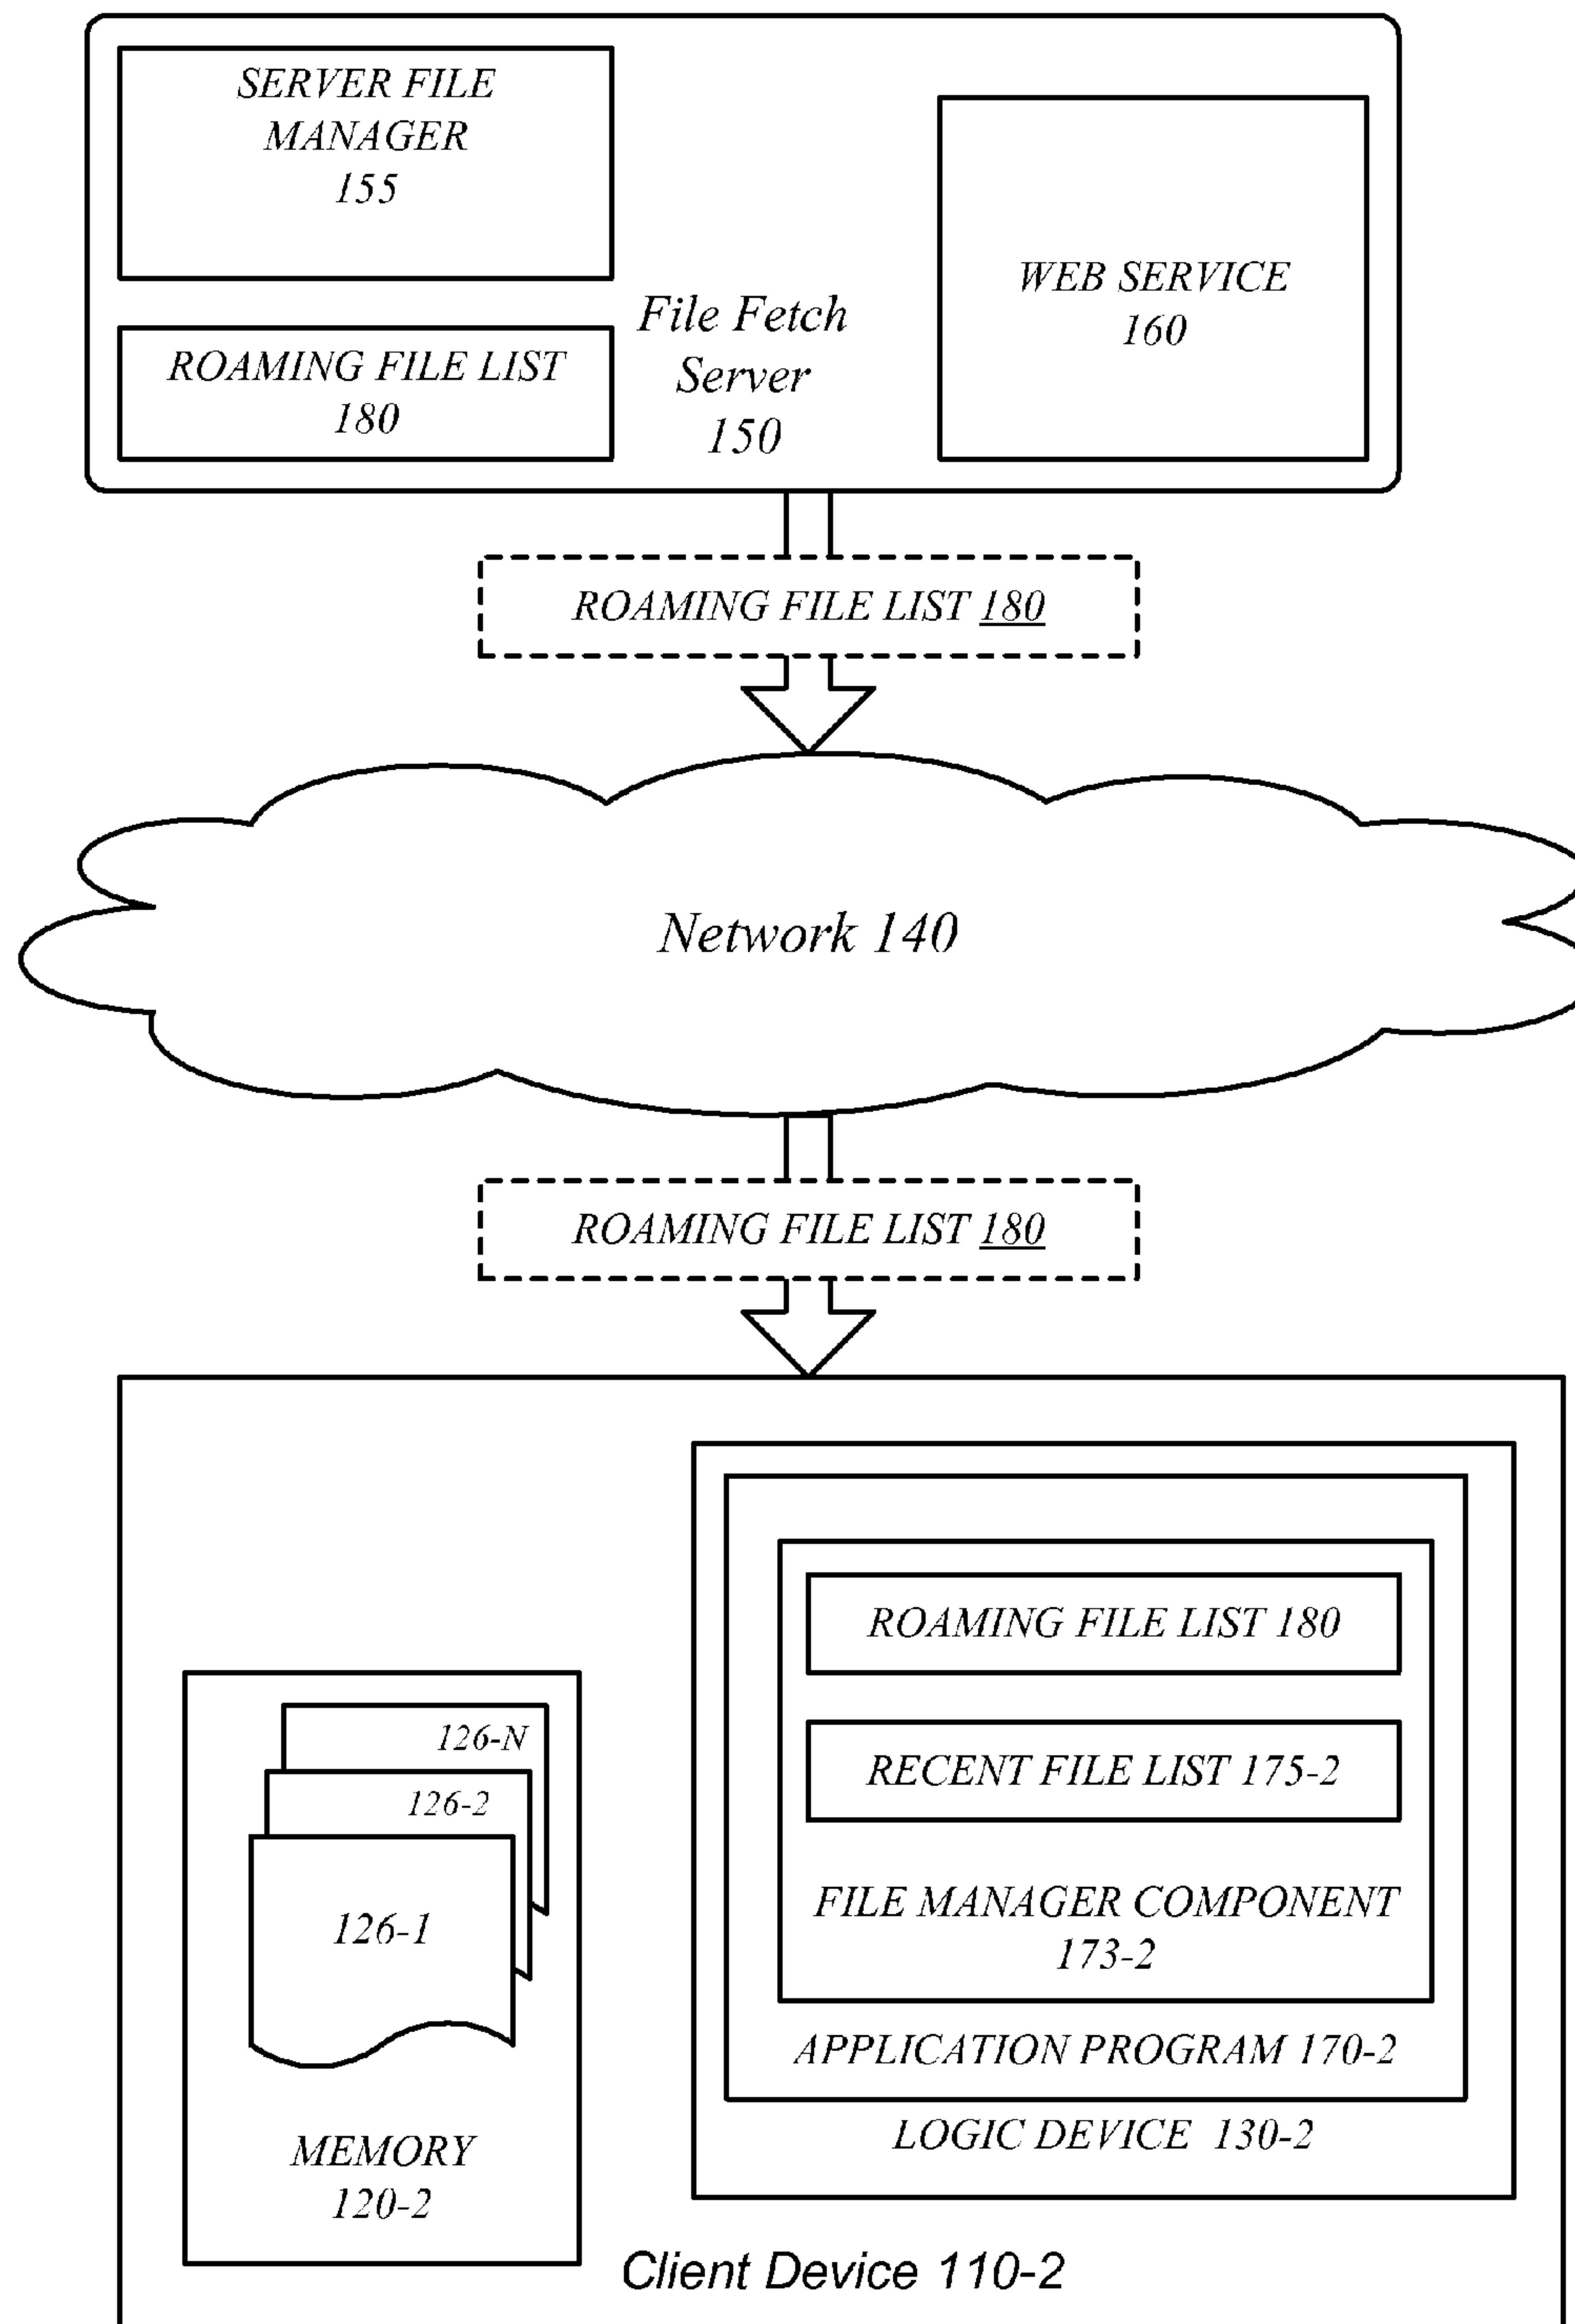 SERVER FILE
MANAGER
155
WEB SERVICE
160
File Fetch
Server
150
ROAMING FILE LIST
180
ROAMING FILE LIST 180
Network 140
ROAMING FILE LIST 180
ROAMING FILE LIST 180
RECENT FILE LIST 175-2
FILE MANAGER COMPONENT
173-2
APPLICATION PROGRAM 170-2
LOGIC DEVICE 130-2
126-N
126-2
126-1
MEMORY
120-2
Client Device 110-2